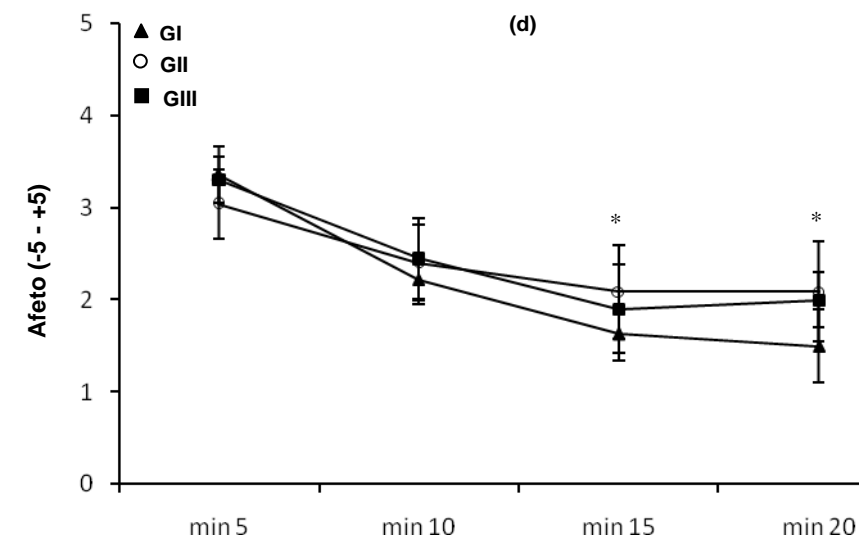 (d)
GI
GII
GIII
Afeto (-5 - +5)
5
4
3
2
1
0
*
*
min 5
min 10
min 15
min 20